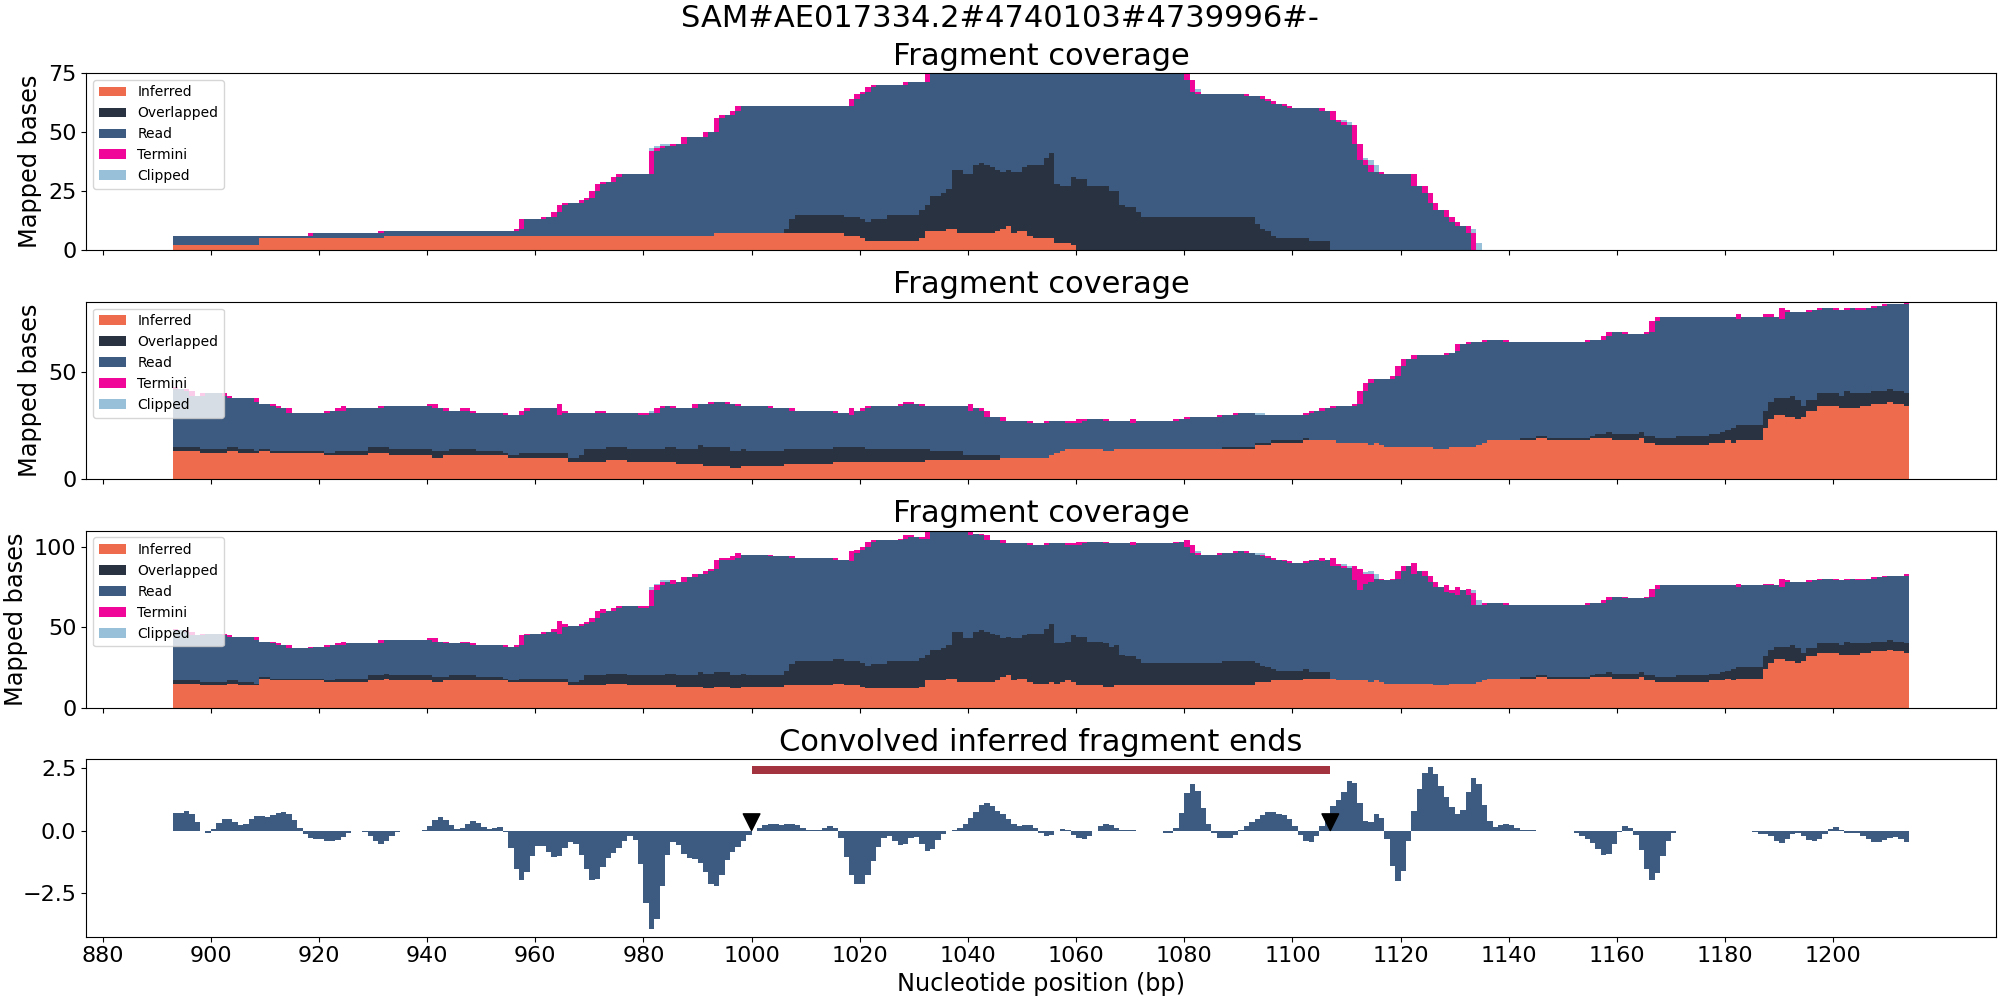 SAM#AE017334.2#4740103#4739996#-
Fragment coverage
Mapped bases
75
50
25
0
Inferred
Overlapped
Read
Termini
Clipped
Fragment coverage
Mapped bases
50
0
Inferred
Overlapped
Read
Termini
Clipped
Fragment coverage
Mapped bases
100
50
0
Inferred
Overlapped
Read
Termini
Clipped
Convolved inferred fragment ends
2.5
0.0
−2.5
880 900 920 940 960 980 1000 1020 1040 1060 1080 1100 1120 1140 1160 1180 1200
Nucleotide position (bp)